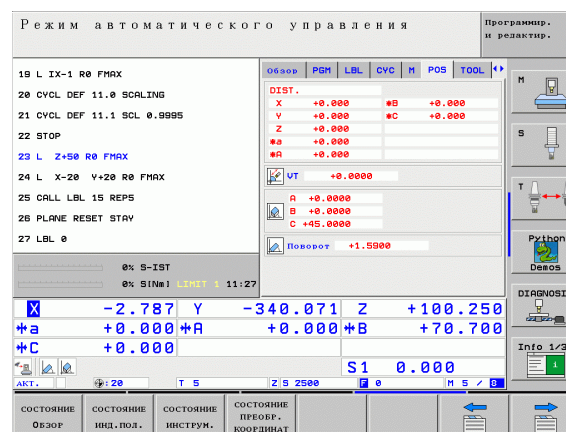 Режим автоматического управления
Программир.
и редактир.
19 L IX-1 R0 FMAX
20 CYCL DEF 11.0 SCALING
21 CYCL DEF 11.1 SCL 0.9995
22 STOP
23 L Z+50 R0 FMAX
24 L X-20 Y+20 R0 FMAX
25 CALL LBL 15 REP5
26 PLANE RESET STAY
27 LBL 0
0% S-IST
0% S[Nm] LIMIT 1 11:27
Обзор PGM LBL CYC M POS TOOL
DIST.
X +0.000 *B +0.000
Y +0.000 *C +0.000
Z +0.000
*a +0.000
*A +0.000
VT +0.0000
A +0.0000
B +0.0000
C +45.0000
Поворот +1.5900
M
S
T
Python
Demos
DIAGNOSI
Info 1/3
1
X -2.787 Y -340.071 Z +100.250
*a +0.000 *A +0.000 *B +70.700
*C +0.000
S1 0.000
АКТ. : 20 T 5 Z S 2500 F 0 M 5 / 8
СОСТОЯНИЕ
Обзор
СОСТОЯНИЕ
ИНД.ПОЛ.
СОСТОЯНИЕ
ИНСТРУМ.
СОСТОЯНИЕ
ПРЕОБР.
КООРДИНАТ